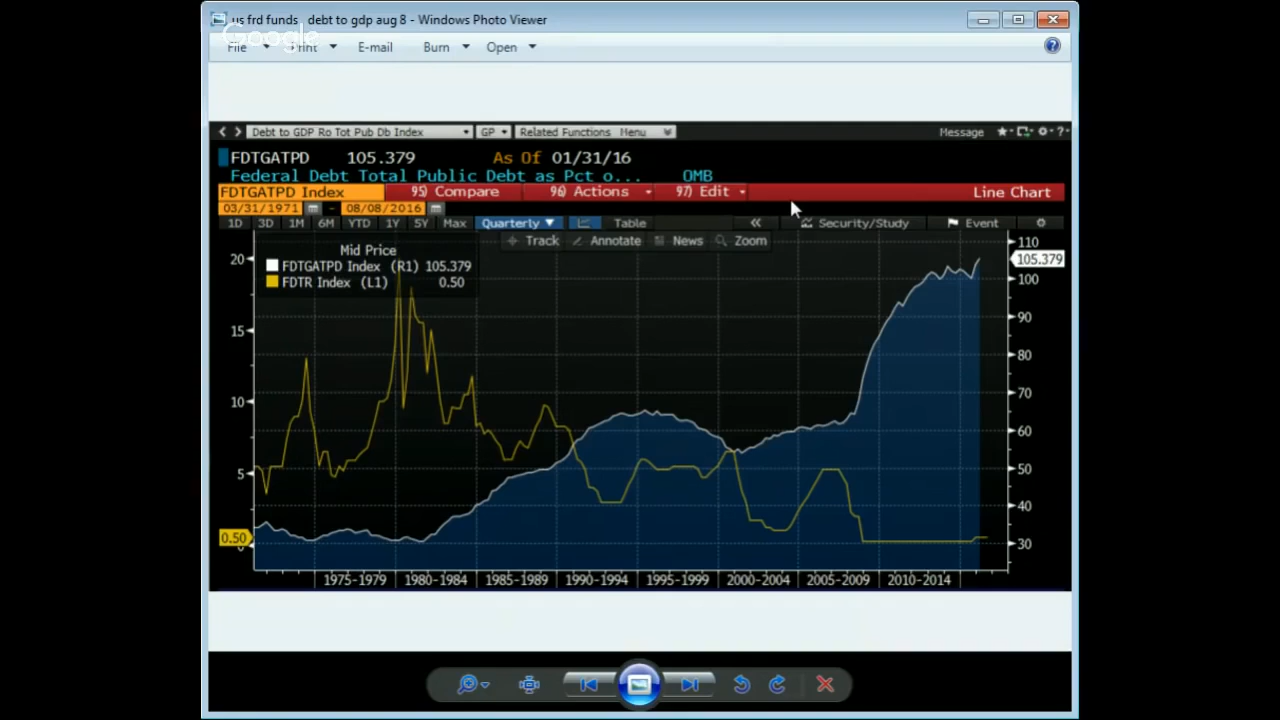 us frd funds debt to gdp aug 8 - Windows Photo Viewer
Google
File Print E-mail Burn Open
Debt to GDP Ro Tot Pub Db Index GP Related Functions Menu Message
FDTGATPD 105.379 As Of 01/31/16
Federal Debt Total Public Debt as Pct o... OMB
FDTGATPD Index 95) Compare 96) Actions 97) Edit Line Chart
03/31/1971 - 08/08/2016
1D 3D 1M 6M YTD 1Y 5Y Max Quarterly Table Security/Study Event
Track Annotate News Zoom
Mid Price
FDTGATPD Index (R1) 105.379
FDTR Index (L1) 0.50
20
15
10
5
0.50
0
110
105.379
100
90
80
70
60
50
40
30
1975-1979 1980-1984 1985-1989 1990-1994 1995-1999 2000-2004 2005-2009 2010-2014